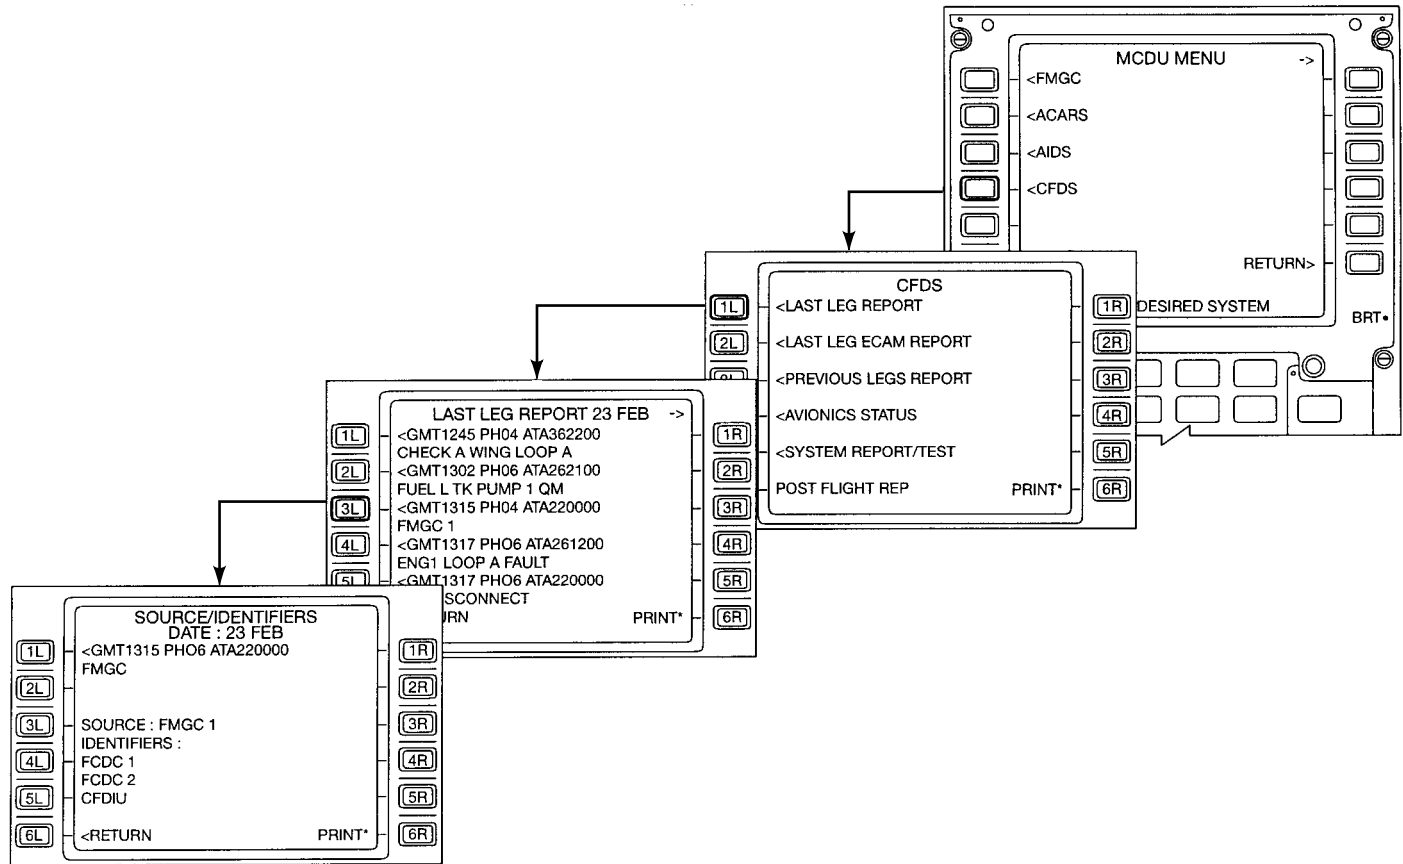 MCDU MENU ->
<FMGC
<ACARS
<AIDS
<CFDS
RETURN>
DESIRED SYSTEM
BRT
CFDS
1L <LAST LEG REPORT 1R
2L <LAST LEG ECAM REPORT 2R
<PREVIOUS LEGS REPORT 3R
<AVIONICS STATUS 4R
<SYSTEM REPORT/TEST 5R
POST FLIGHT REP PRINT* 6R
LAST LEG REPORT 23 FEB ->
1L <GMT1245 PH04 ATA362200 1R
CHECK A WING LOOP A
2L <GMT1302 PH06 ATA262100 2R
FUEL L TK PUMP 1 QM
3L <GMT1315 PH04 ATA220000 3R
FMGC 1
4L <GMT1317 PHO6 ATA261200 4R
ENG1 LOOP A FAULT
5L <GMT1317 PHO6 ATA220000 5R
SCONNECT
URN PRINT* 6R
SOURCE/IDENTIFIERS
DATE : 23 FEB
1L <GMT1315 PHO6 ATA220000 1R
FMGC
2L 2R
3L SOURCE : FMGC 1 3R
IDENTIFIERS :
4L FCDC 1 4R
FCDC 2
5L CFDIU 5R
6L <RETURN PRINT* 6R